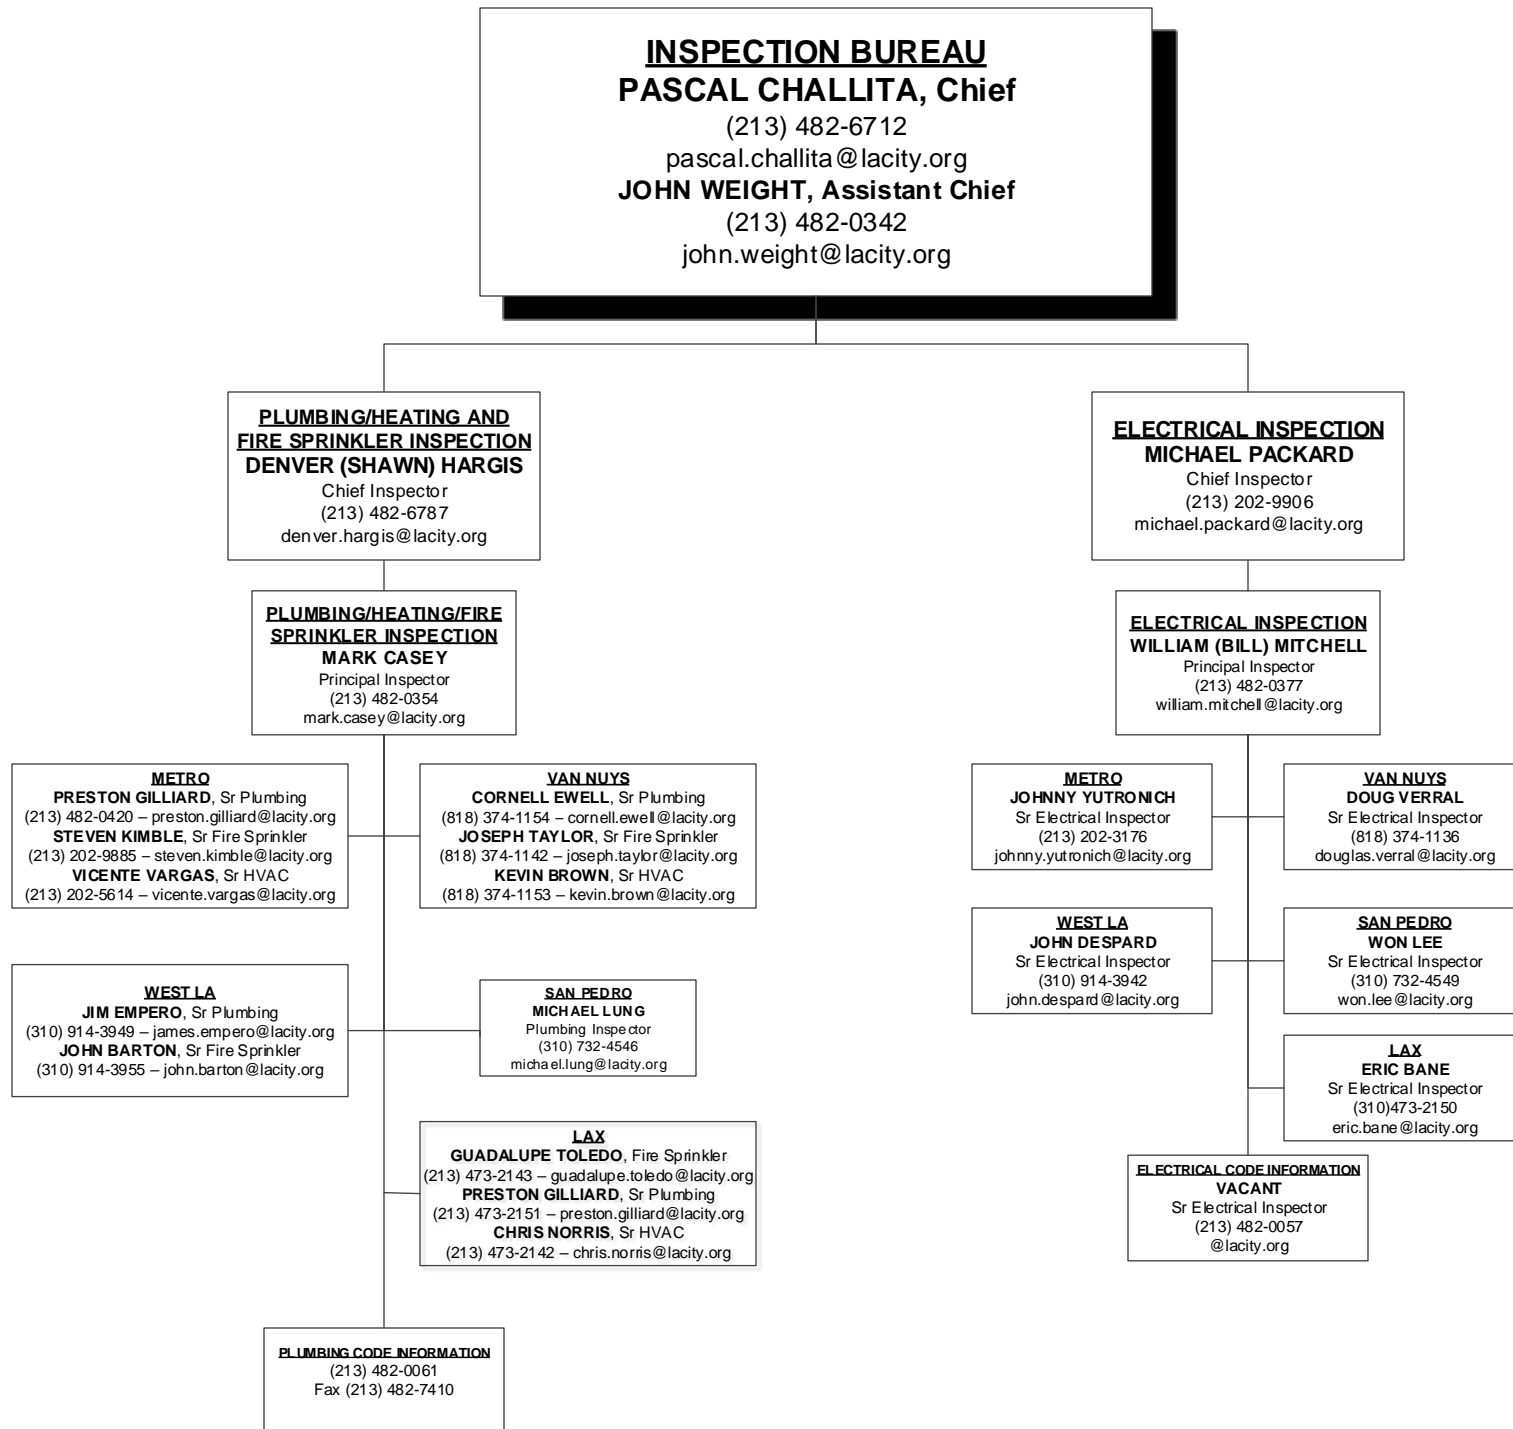 INSPECTION BUREAU
PASCAL CHALLITA, Chief
(213) 482-6712
pascal.challita@lacity.org
JOHN WEIGHT, Assistant Chief
(213) 482-0342
john.weight@lacity.org
PLUMBING/HEATING AND
FIRE SPRINKLER INSPECTION
DENVER (SHAWN) HARGIS
Chief Inspector
(213) 482-6787
denver.hargis@lacity.org
ELECTRICAL INSPECTION
MICHAEL PACKARD
Chief Inspector
(213) 202-9906
michael.packard@lacity.org
PLUMBING/HEATING/FIRE
SPRINKLER INSPECTION
MARK CASEY
Principal Inspector
(213) 482-0354
mark.casey@lacity.org
ELECTRICAL INSPECTION
WILLIAM (BILL) MITCHELL
Principal Inspector
(213) 482-0377
william.mitchell@lacity.org
METRO
PRESTON GILLIARD, Sr Plumbing
(213) 482-0420 – preston.gilliard@lacity.org
STEVEN KIMBLE, Sr Fire Sprinkler
(213) 202-9885 – steven.kimble@lacity.org
VICENTE VARGAS, Sr HVAC
(213) 202-5614 – vicente.vargas@lacity.org
VAN NUYS
CORNELL EWELL, Sr Plumbing
(818) 374-1154 – cornell.ewell@lacity.org
JOSEPH TAYLOR, Sr Fire Sprinkler
(818) 374-1142 – joseph.taylor@lacity.org
KEVIN BROWN, Sr HVAC
(818) 374-1153 – kevin.brown@lacity.org
METRO
JOHNNY YUTRONICH
Sr Electrical Inspector
(213) 202-3176
johnny.yutronich@lacity.org
VAN NUYS
DOUG VERRAL
Sr Electrical Inspector
(818) 374-1136
douglas.verral@lacity.org
WEST LA
JIM EMPERO, Sr Plumbing
(310) 914-3949 – james.empero@lacity.org
JOHN BARTON, Sr Fire Sprinkler
(310) 914-3955 – john.barton@lacity.org
SAN PEDRO
MICHAEL LUNG
Plumbing Inspector
(310) 732-4546
michael.lung@lacity.org
WEST LA
JOHN DESPARD
Sr Electrical Inspector
(310) 914-3942
john.despard@lacity.org
SAN PEDRO
WON LEE
Sr Electrical Inspector
(310) 732-4549
won.lee@lacity.org
LAX
ERIC BANE
Sr Electrical Inspector
(310)473-2150
eric.bane@lacity.org
LAX
GUADALUPE TOLEDO, Fire Sprinkler
(213) 473-2143 – guadalupe.toledo@lacity.org
PRESTON GILLIARD, Sr Plumbing
(213) 473-2151 – preston.gilliard@lacity.org
CHRIS NORRIS, Sr HVAC
(213) 473-2142 – chris.norris@lacity.org
ELECTRICAL CODE INFORMATION
VACANT
Sr Electrical Inspector
(213) 482-0057
@lacity.org
PLUMBING CODE INFORMATION
(213) 482-0061
Fax (213) 482-7410